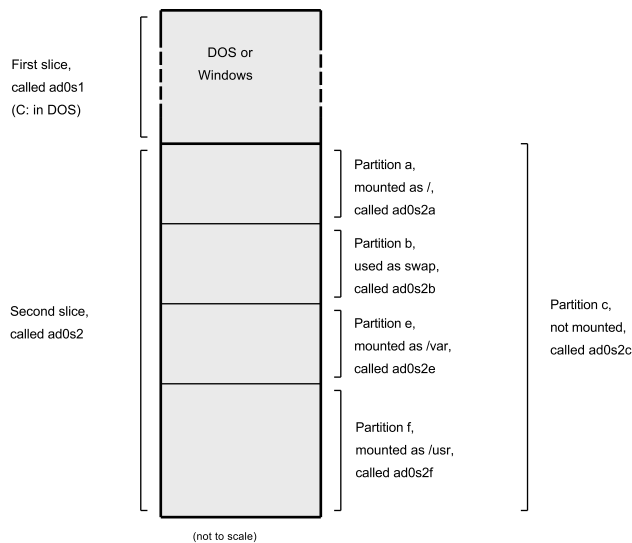 DOS or
Windows
First slice,
called ad0s1
(C: in DOS)
Partition a,
mounted as /,
called ad0s2a
Partition b,
used as swap,
called ad0s2b
Second slice,
called ad0s2
Partition c,
not mounted,
called ad0s2c
Partition e,
mounted as /var,
called ad0s2e
Partition f,
mounted as /usr,
called ad0s2f
(not to scale)